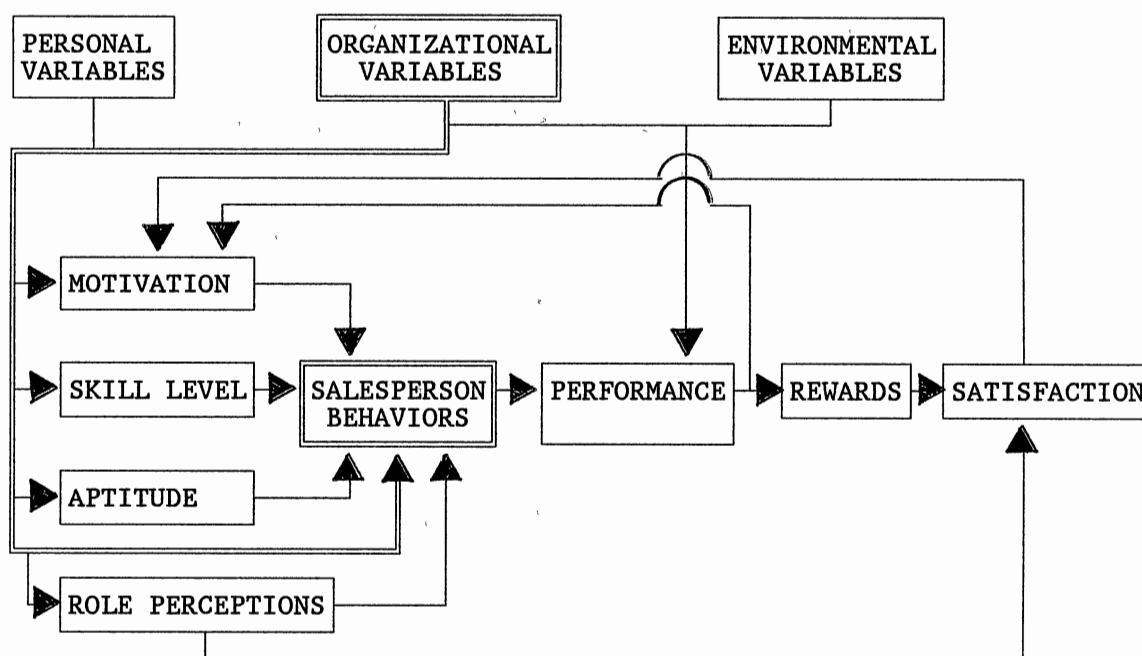 PERSONAL
VARIABLES
ORGANIZATIONAL
VARIABLES
ENVIRONMENTAL
VARIABLES
MOTIVATION
SKILL LEVEL
SALESPERSON
BEHAVIORS
PERFORMANCE
REWARDS
SATISFACTION
APTITUDE
ROLE PERCEPTIONS